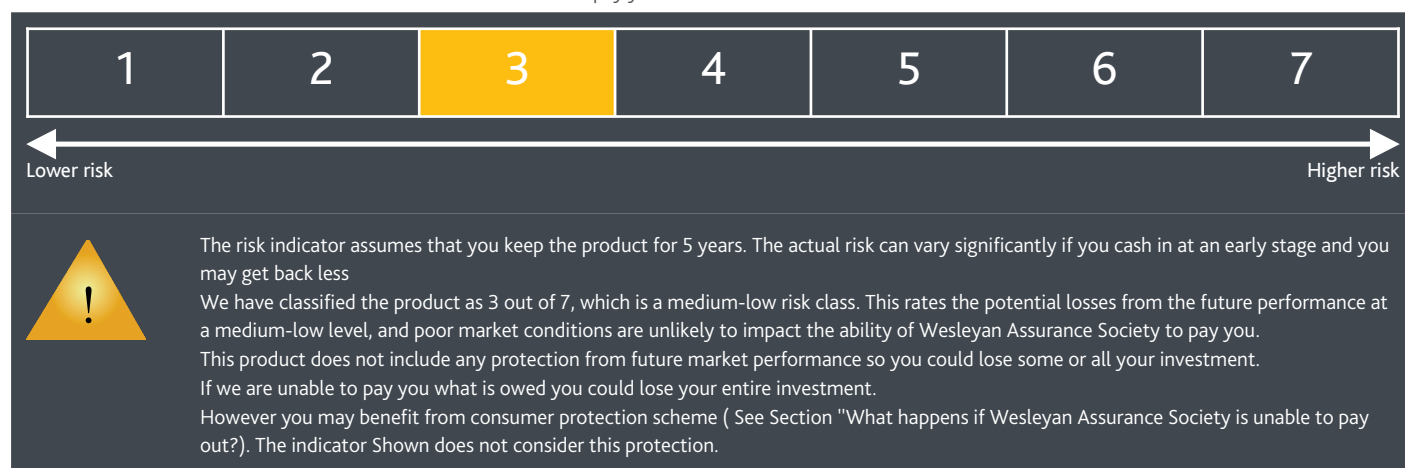 1 2 3 4 5 6 7
Lower risk Higher risk
The risk indicator assumes that you keep the product for 5 years. The actual risk can vary significantly if you cash in at an early stage and you
may get back less
We have classified the product as 3 out of 7, which is a medium-low risk class. This rates the potential losses from the future performance at
a medium-low level, and poor market conditions are unlikely to impact the ability of Wesleyan Assurance Society to pay you.
This product does not include any protection from future market performance so you could lose some or all your investment.
If we are unable to pay you what is owed you could lose your entire investment.
However you may benefit from consumer protection scheme ( See Section "What happens if Wesleyan Assurance Society is unable to pay
out?). The indicator Shown does not consider this protection.
!